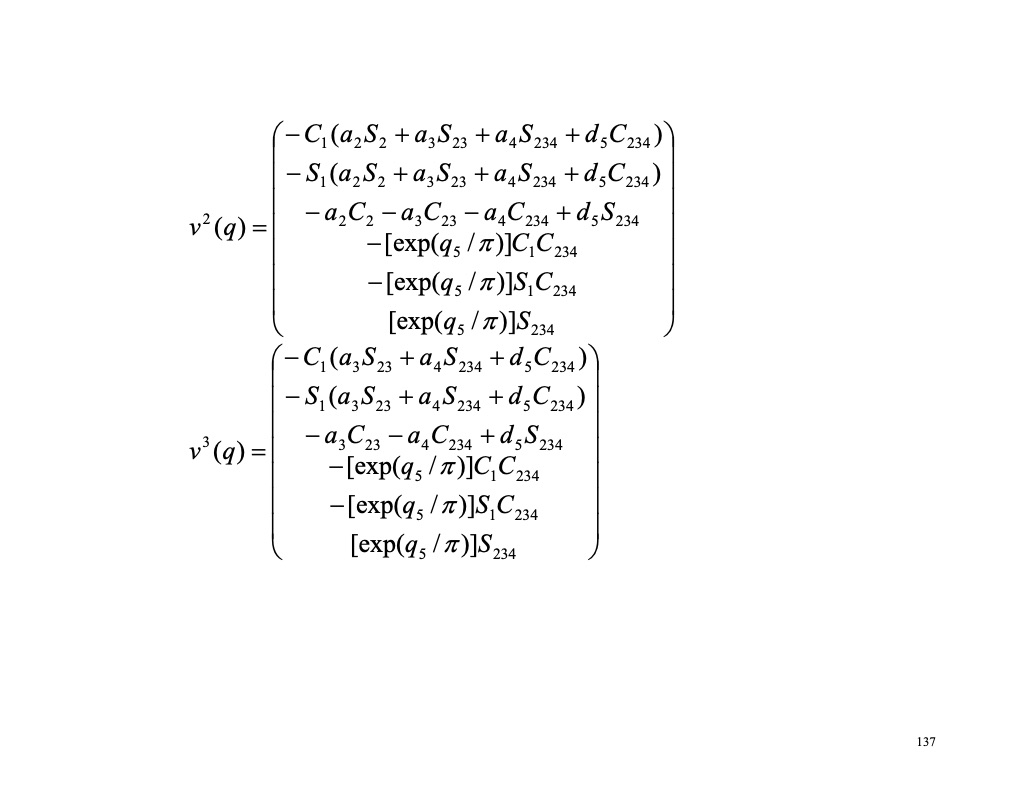 −C₁(a₂S₂ + a₃S₂₃ + a₄S₂₃₄ + d₅C₂₃₄)
−S₁(a₂S₂ + a₃S₂₃ + a₄S₂₃₄ + d₅C₂₃₄)
−a₂C₂ − a₃C₂₃ − a₄C₂₃₄ + d₅S₂₃₄
v²(q) =
−[exp(q₅ / π)]C₁C₂₃₄
−[exp(q₅ / π)]S₁C₂₃₄
[exp(q₅ / π)]S₂₃₄
−C₁(a₃S₂₃ + a₄S₂₃₄ + d₅C₂₃₄)
−S₁(a₃S₂₃ + a₄S₂₃₄ + d₅C₂₃₄)
−a₃C₂₃ − a₄C₂₃₄ + d₅S₂₃₄
v³(q) =
−[exp(q₅ / π)]C₁C₂₃₄
−[exp(q₅ / π)]S₁C₂₃₄
[exp(q₅ / π)]S₂₃₄
137